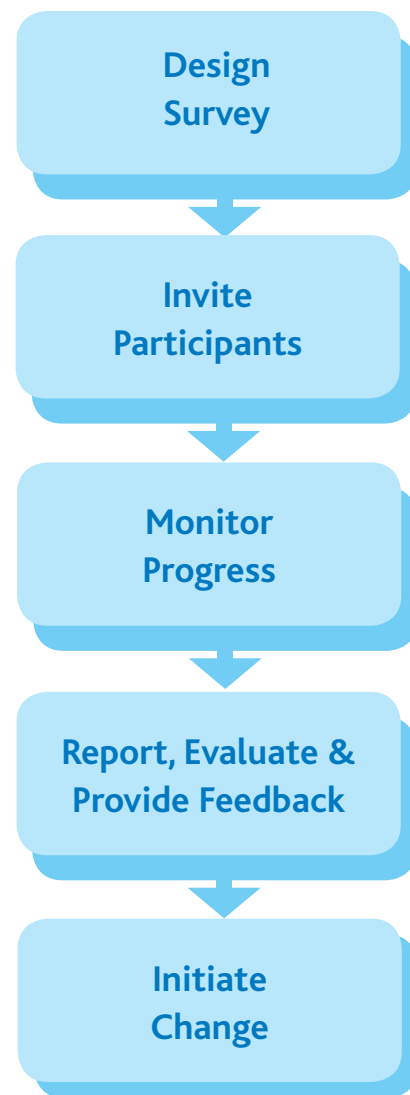 Design
Survey
Invite
Participants
Monitor
Progress
Report, Evaluate &
Provide Feedback
Initiate
Change